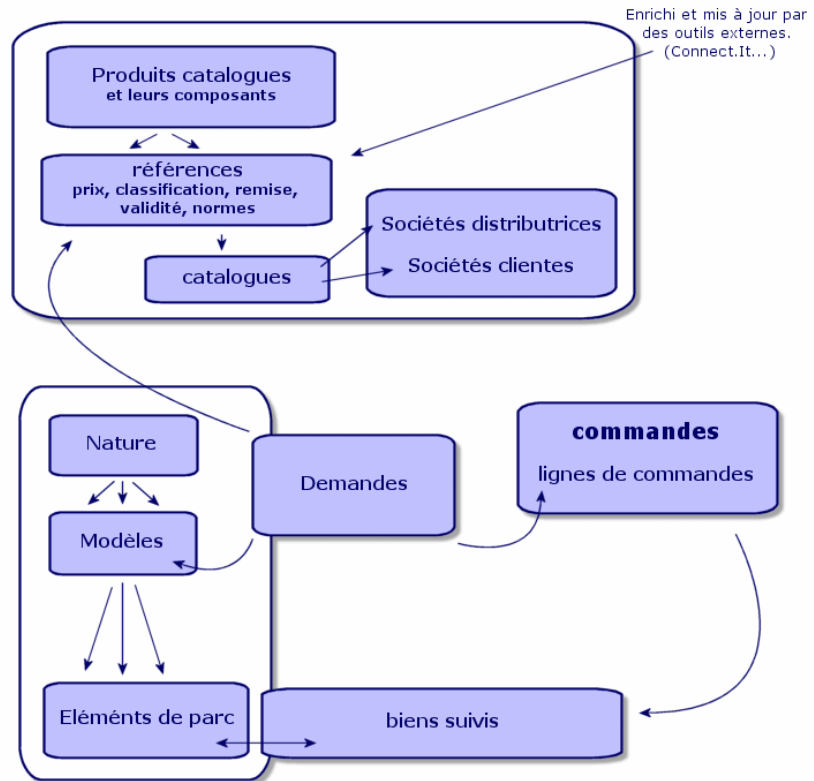 Enrichi et mis à jour par
des outils externes.
(Connect.It...)
Produits catalogues
et leurs composants
références
prix, classification, remise,
validité, normes
Sociétés distributrices
Sociétés clientes
catalogues
Nature
Modèles
Demandes
commandes
lignes de commandes
Eléménts de parc
biens suivis